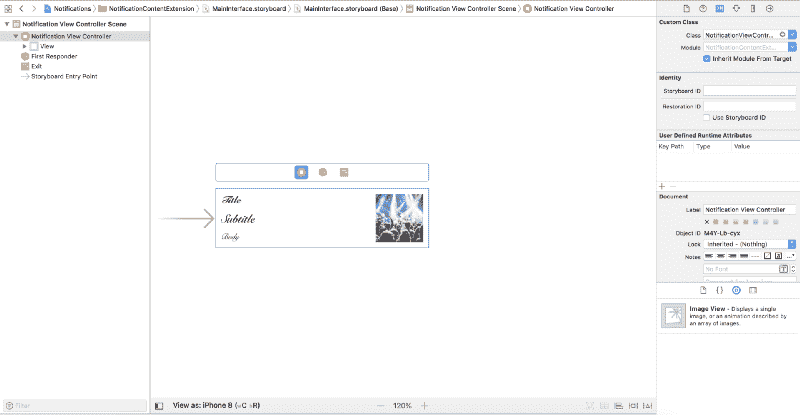 Notifications > NotificationContentExtension > MainInterface.storyboard > MainInterface.storyboard (Base) > Notification View Controller Scene > Notification View Controller
Notification View Controller Scene
Notification View Controller
View
First Responder
Exit
Storyboard Entry Point
Title
Subtitle
Body
Filter
View as: iPhone 8 (wC hR)
120%
Custom Class
Class NotificationViewContr...
Module NotificationContentExt...
Inherit Module From Target
Identity
Storyboard ID
Restoration ID
Use Storyboard ID
User Defined Runtime Attributes
Key Path Type Value
Document
Label Notification View Controller
Object ID M4Y-Lb-cyx
Lock Inherited - (Nothing)
Notes
No Font
Image View - Displays a single
image, or an animation described by
an array of images.